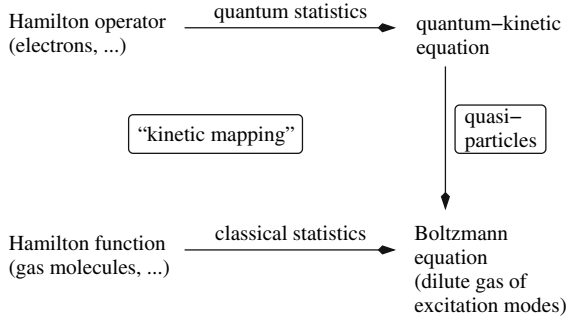 Hamilton operator
(electrons, ...)
quantum statistics
quantum−kinetic
equation
“kinetic mapping”
quasi−
particles
Hamilton function
(gas molecules, ...)
classical statistics
Boltzmann
equation
(dilute gas of
excitation modes)